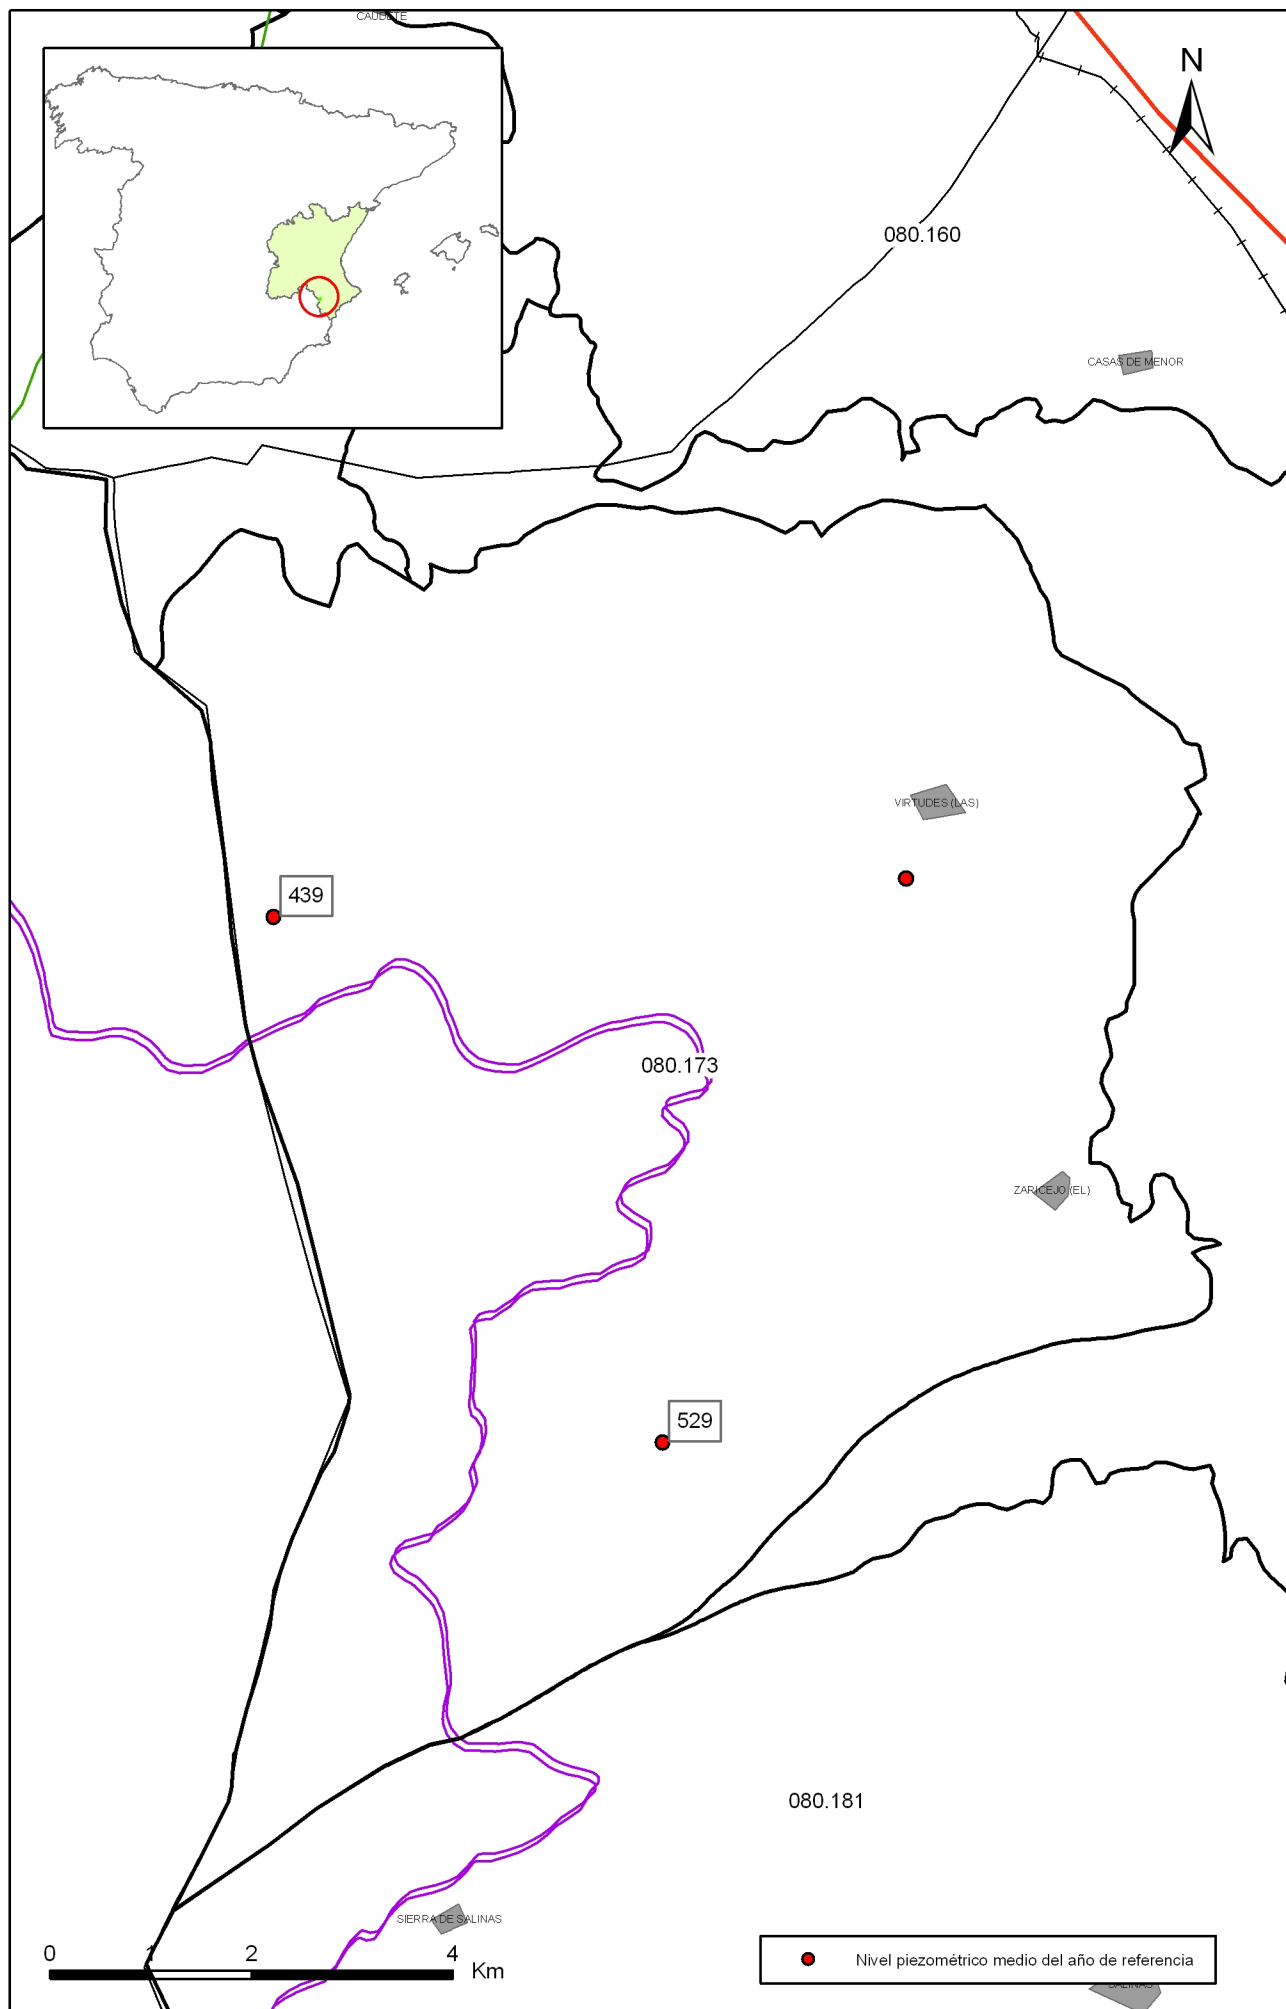 CAUDETE
N
080.160
CASAS DE MENOR
VIRTUDES (LAS)
439
080.173
ZARICEJO (EL)
529
080.181
SIERRA DE SALINAS
0 1 2 4 Km
Nivel piezométrico medio del año de referencia
SALINAS